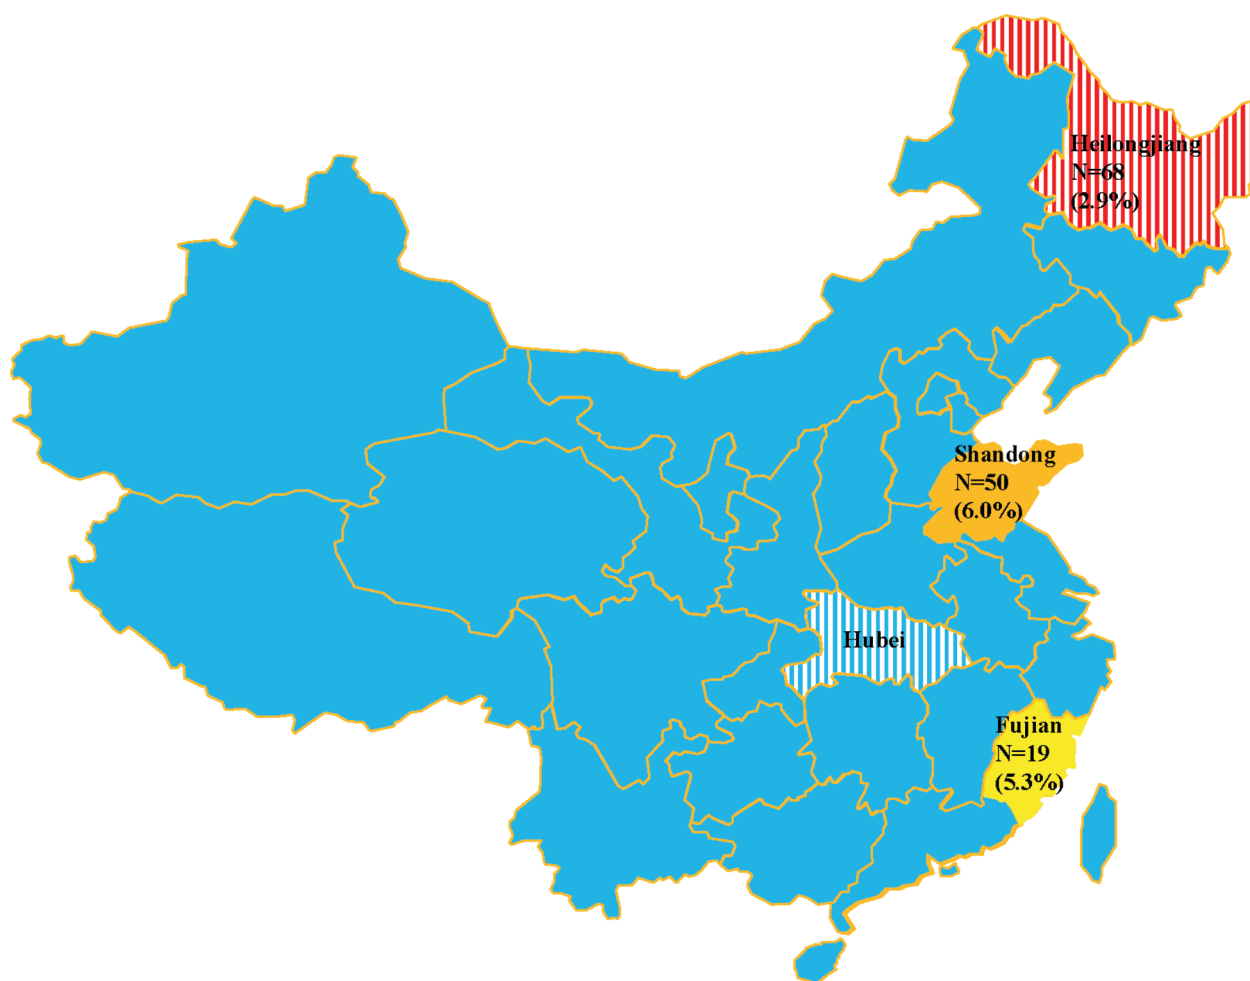 Heilongjiang
N=68
(2.9%)
Shandong
N=50
(6.0%)
Hubei
Fujian
N=19
(5.3%)